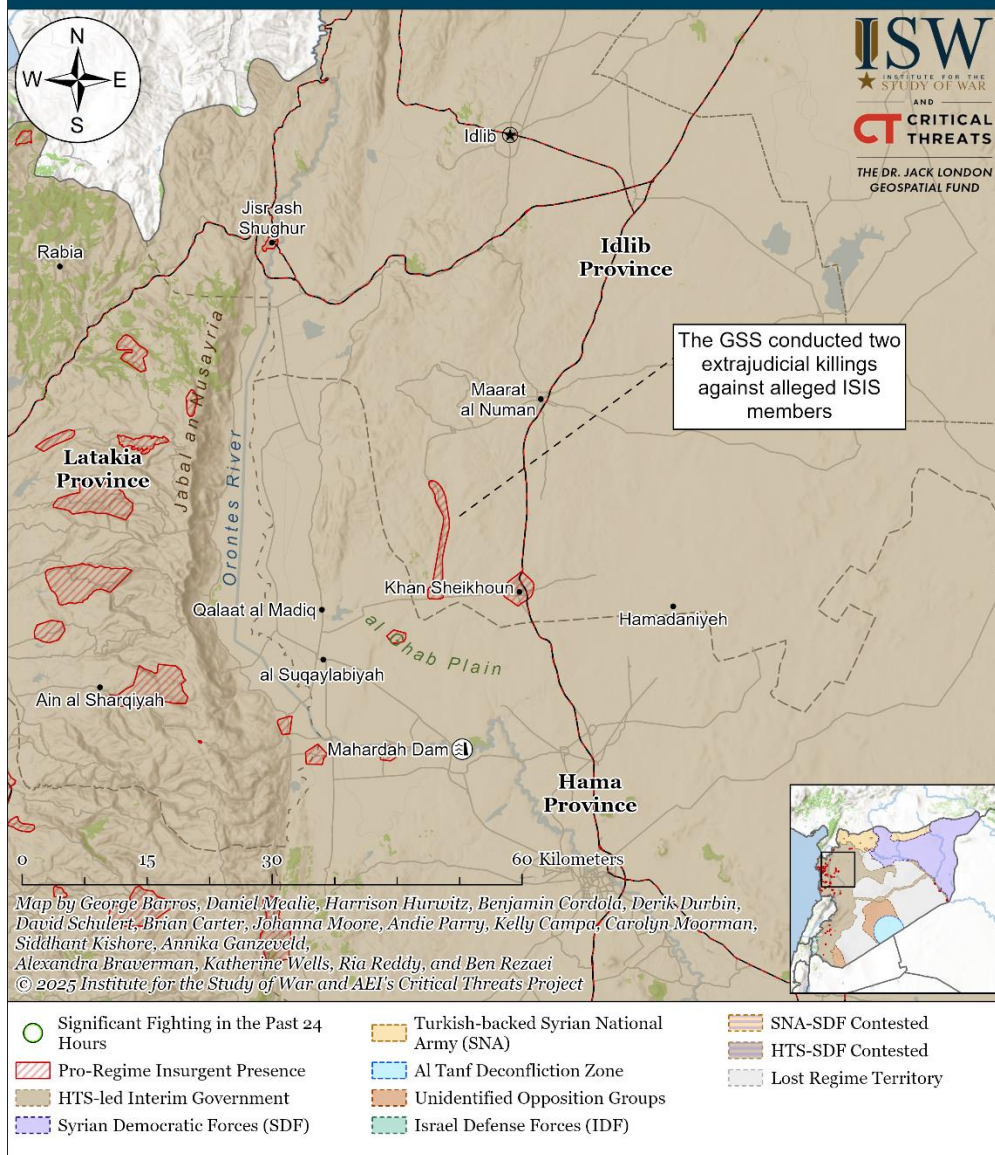 N
W
E
S
ISW
INSTITUTE FOR THE
STUDY OF WAR
AND
CT CRITICAL
THREATS
THE DR. JACK LONDON
GEOSPATIAL FUND
Idlib
Jisr ash
Shughur
Rabia
Idlib
Province
The GSS conducted two
extrajudicial killings
against alleged ISIS
members
Maarat
al Numan
Jabal an Nusayria
Orontes River
Latakia
Province
Khan Sheikhoun
Qalaat al Madiq
Hamadaniyeh
al Ghab Plain
al Suqaylabiyah
Ain al Sharqiyah
Mahardah Dam
Hama
Province
0 15 30 60 Kilometers
Map by George Barros, Daniel Mealie, Harrison Hurwitz, Benjamin Cordola, Derik Durbin,
David Schulert, Brian Carter, Johanna Moore, Andie Parry, Kelly Campa, Carolyn Moorman,
Siddhant Kishore, Annika Ganzeveld,
Alexandra Braverman, Katherine Wells, Ria Reddy, and Ben Rezaei
© 2025 Institute for the Study of War and AEI's Critical Threats Project
Significant Fighting in the Past 24
Hours
Pro-Regime Insurgent Presence
HTS-led Interim Government
Syrian Democratic Forces (SDF)
Turkish-backed Syrian National
Army (SNA)
Al Tanf Deconfliction Zone
Unidentified Opposition Groups
Israel Defense Forces (IDF)
SNA-SDF Contested
HTS-SDF Contested
Lost Regime Territory